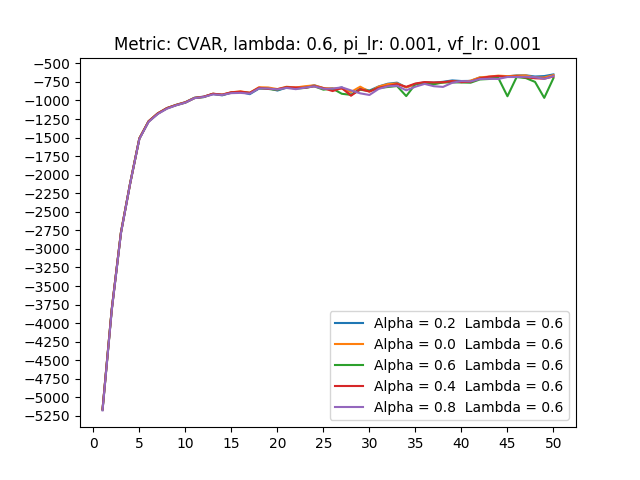 Metric: CVAR, lambda: 0.6, pi_lr: 0.001, vf_lr: 0.001
−500
−750
−1000
−1250
−1500
−1750
−2000
−2250
−2500
−2750
−3000
−3250
−3500
−3750
−4000
−4250
−4500
−4750
−5000
−5250
Alpha = 0.2  Lambda = 0.6
Alpha = 0.0  Lambda = 0.6
Alpha = 0.6  Lambda = 0.6
Alpha = 0.4  Lambda = 0.6
Alpha = 0.8  Lambda = 0.6
0 5 10 15 20 25 30 35 40 45 50